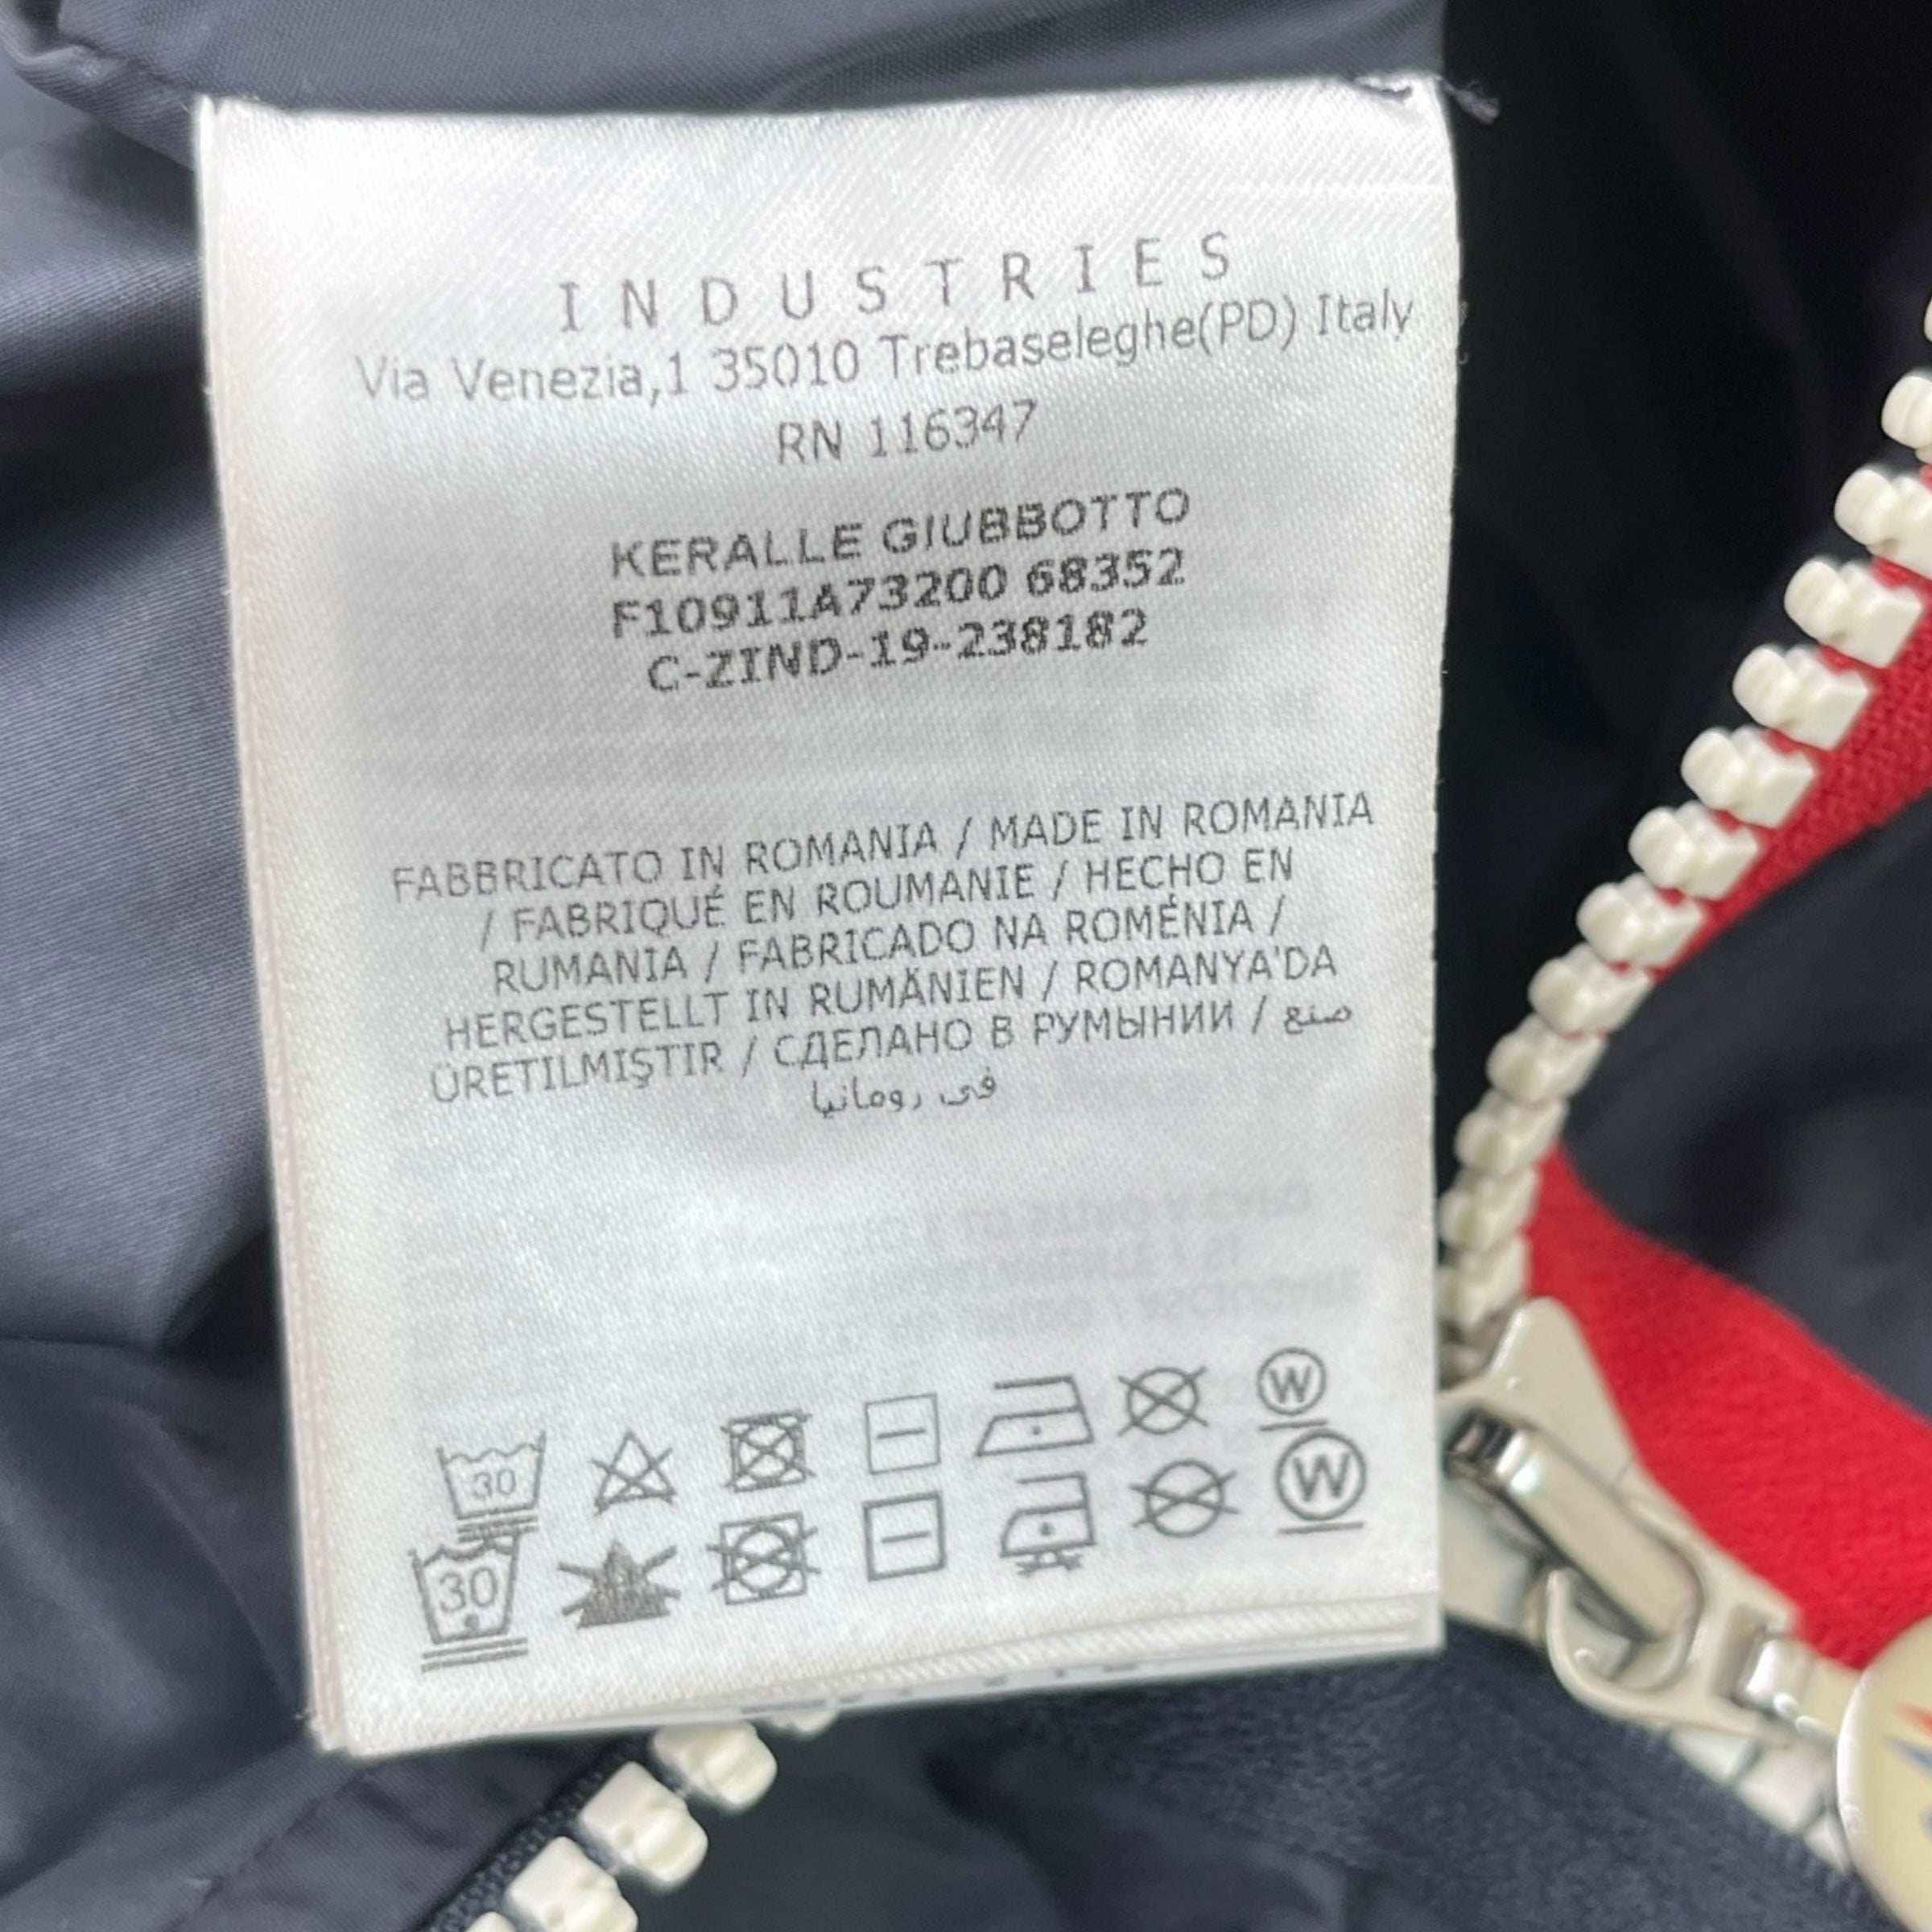 INDUSTRIES
Via Venezia,1 35010 Trebaseleghe(PD) Italy
RN 116347
KERALLE GIUBBOTTO
F10911A73200 68352
C-ZIND-19-238182
FABBRICATO IN ROMANIA / MADE IN ROMANIA
/ FABRIQUÉ EN ROUMANIE / HECHO EN
RUMANIA / FABRICADO NA ROMÉNIA /
HERGESTELLT IN RUMÄNIEN / ROMANYA'DA
ÜRETILMIŞTIR / СДЕЛАНО В РУМЫНИИ / صنع
فى رومانيا
30 W
30 W